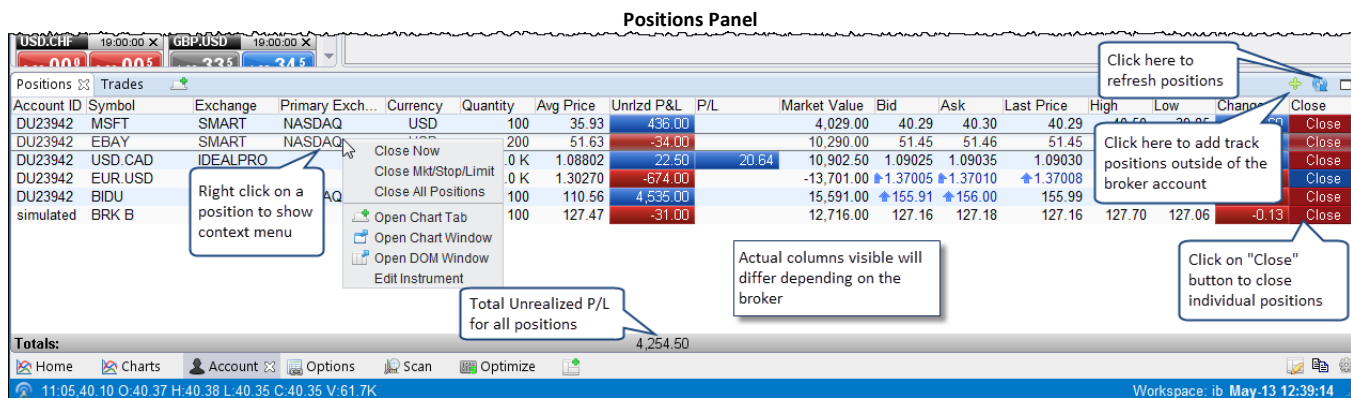 Positions Panel
USD.CHF 19:00:00 GBP.USD 19:00:00
Positions Trades
Account ID Symbol Exchange Primary Exch... Currency Quantity Avg Price Unrlzd P&L P/L Market Value Bid Ask Last Price High Low Close
DU23942 MSFT SMART NASDAQ USD 100 35.93 436.00 4,029.00 40.29 40.30 40.29 Close
DU23942 EBAY SMART NASDAQ 200 51.63 -34.00 10,290.00 51.45 51.46 51.45 Close
DU23942 USD.CAD IDEALPRO .0 K 1.08802 22.50 20.64 10,902.50 1.09025 1.09035 1.09030 Close
DU23942 EUR.USD .0 K 1.30270 -674.00 -13,701.00 1.37005 1.37010 1.37008 Close
DU23942 BIDU AQ 100 110.56 4,535.00 15,591.00 155.91 156.00 155.99 Close
simulated BRK B 100 127.47 -31.00 12,716.00 127.16 127.18 127.16 127.70 127.06 -0.13 Close
Click here to
refresh positions
Click here to add track
positions outside of the
broker account
Right click on a
position to show
context menu
Close Now
Close Mkt/Stop/Limit
Close All Positions
Open Chart Tab
Open Chart Window
Open DOM Window
Edit Instrument
Actual columns visible will
differ depending on the
broker
Click on "Close"
button to close
individual positions
Total Unrealized P/L
for all positions
Totals: 4,254.50
Home Charts Account Options Scan Optimize
11:05,40.10 O:40.37 H:40.38 L:40.35 C:40.35 V:61.7K Workspace: ib May-13 12:39:14